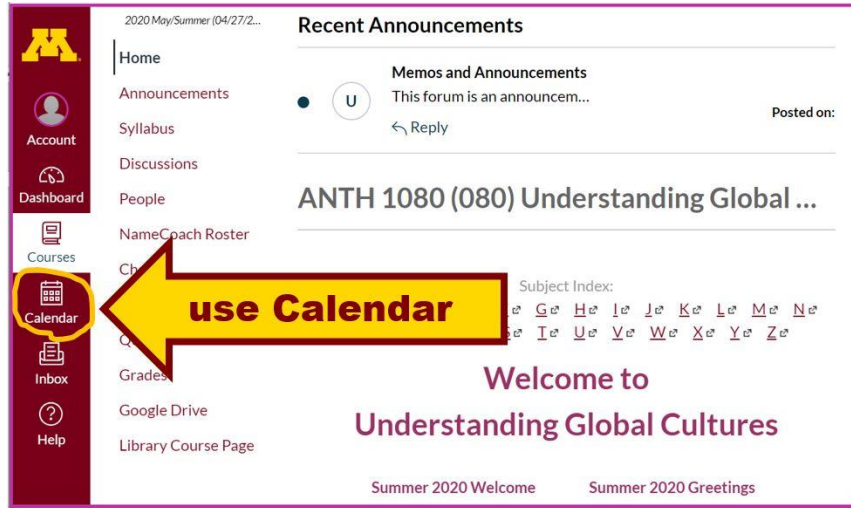 M
Account
Dashboard
Courses
Calendar
Inbox
Help
2020 May/Summer (04/27/2...
Home
Announcements
Syllabus
Discussions
People
NameCoach Roster
Ch
Q
Grades
Google Drive
Library Course Page
use Calendar
Recent Announcements
U
Memos and Announcements
This forum is an announcem...
Reply
Posted on:
ANTH 1080 (080) Understanding Global ...
Subject Index:
G H I J K L M N
S T U V W X Y Z
Welcome to
Understanding Global Cultures
Summer 2020 Welcome Summer 2020 Greetings